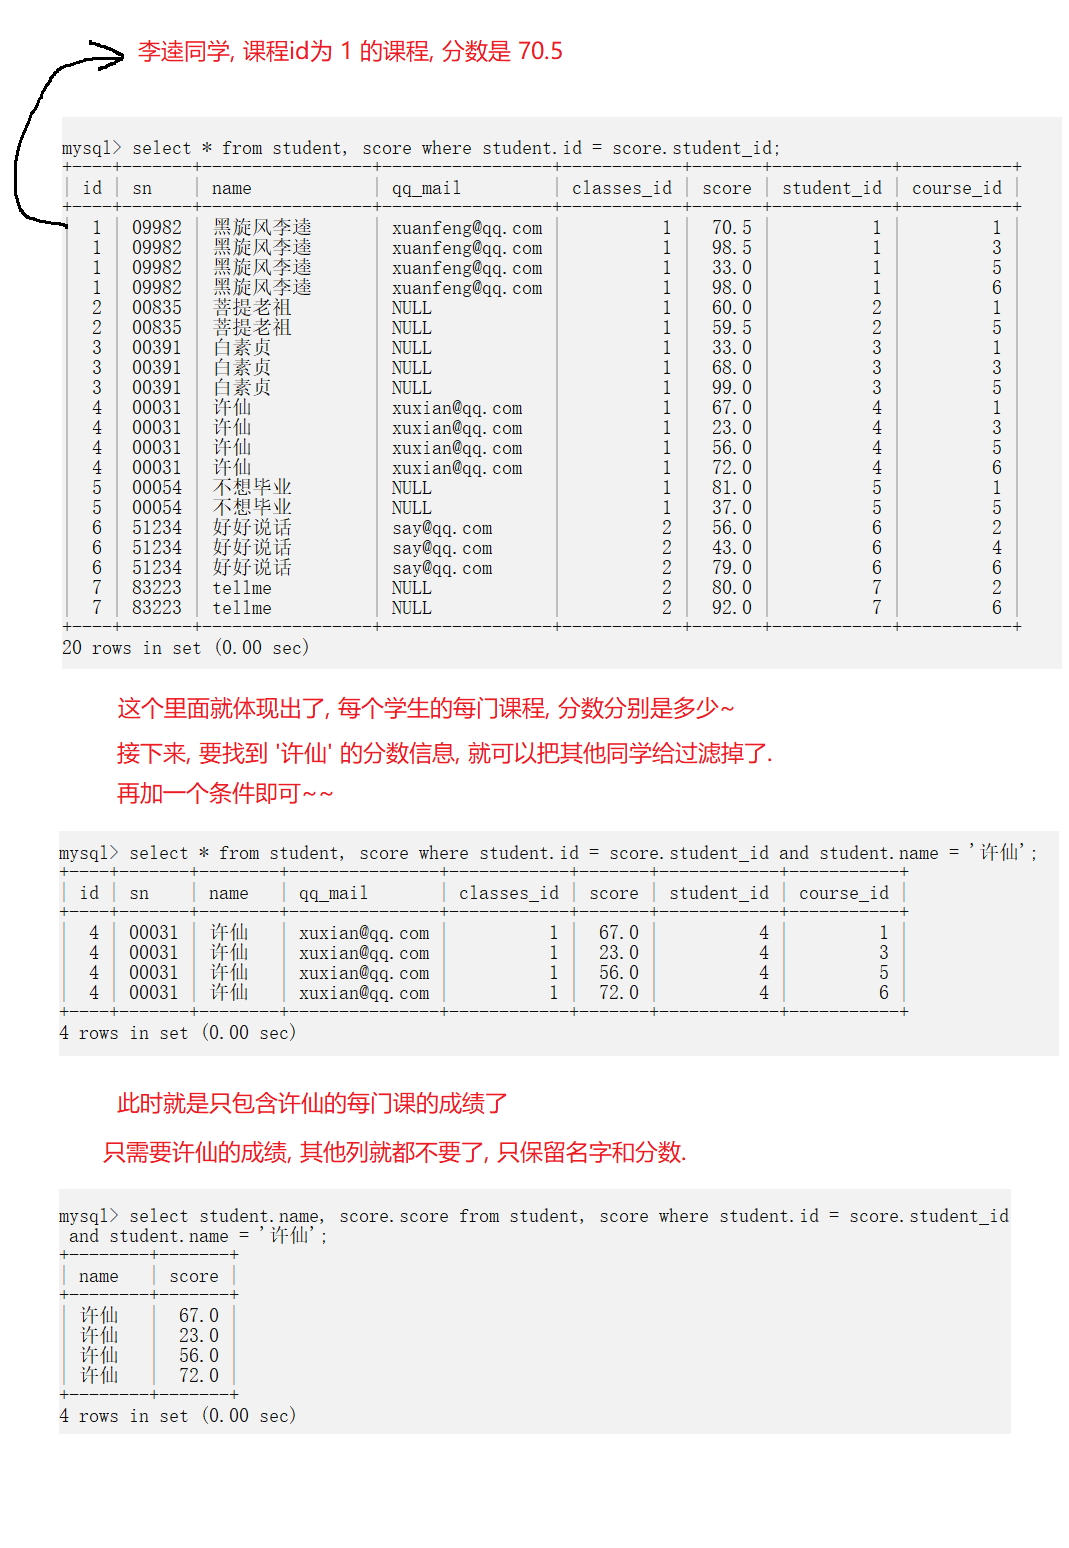 李逵同学, 课程id为 1 的课程, 分数是 70.5
mysql> select * from student, score where student.id = score.student_id;
+----+-------+-----------------+-----------------+------------+-------+------------+-----------+
| id | sn | name | qq_mail | classes_id | score | student_id | course_id |
+----+-------+-----------------+-----------------+------------+-------+------------+-----------+
| 1 | 09982 | 黑旋风李逵 | xuanfeng@qq.com | 1 | 70.5 | 1 | 1 |
| 1 | 09982 | 黑旋风李逵 | xuanfeng@qq.com | 1 | 98.5 | 1 | 3 |
| 1 | 09982 | 黑旋风李逵 | xuanfeng@qq.com | 1 | 33.0 | 1 | 5 |
| 1 | 09982 | 黑旋风李逵 | xuanfeng@qq.com | 1 | 98.0 | 1 | 6 |
| 2 | 00835 | 菩提老祖 | NULL | 1 | 60.0 | 2 | 1 |
| 2 | 00835 | 菩提老祖 | NULL | 1 | 59.5 | 2 | 5 |
| 3 | 00391 | 白素贞 | NULL | 1 | 33.0 | 3 | 1 |
| 3 | 00391 | 白素贞 | NULL | 1 | 68.0 | 3 | 3 |
| 3 | 00391 | 白素贞 | NULL | 1 | 99.0 | 3 | 5 |
| 4 | 00031 | 许仙 | xuxian@qq.com | 1 | 67.0 | 4 | 1 |
| 4 | 00031 | 许仙 | xuxian@qq.com | 1 | 23.0 | 4 | 3 |
| 4 | 00031 | 许仙 | xuxian@qq.com | 1 | 56.0 | 4 | 5 |
| 4 | 00031 | 许仙 | xuxian@qq.com | 1 | 72.0 | 4 | 6 |
| 5 | 00054 | 不想毕业 | NULL | 1 | 81.0 | 5 | 1 |
| 5 | 00054 | 不想毕业 | NULL | 1 | 37.0 | 5 | 5 |
| 6 | 51234 | 好好说话 | say@qq.com | 2 | 56.0 | 6 | 2 |
| 6 | 51234 | 好好说话 | say@qq.com | 2 | 43.0 | 6 | 4 |
| 6 | 51234 | 好好说话 | say@qq.com | 2 | 79.0 | 6 | 6 |
| 7 | 83223 | tellme | NULL | 2 | 80.0 | 7 | 2 |
| 7 | 83223 | tellme | NULL | 2 | 92.0 | 7 | 6 |
+----+-------+-----------------+-----------------+------------+-------+------------+-----------+
20 rows in set (0.00 sec)
这个里面就体现出了, 每个学生的每门课程, 分数分别是多少~
接下来, 要找到 '许仙' 的分数信息, 就可以把其他同学给过滤掉了.
再加一个条件即可~~
mysql> select * from student, score where student.id = score.student_id and student.name = '许仙';
+----+-------+--------+---------------+------------+-------+------------+-----------+
| id | sn | name | qq_mail | classes_id | score | student_id | course_id |
+----+-------+--------+---------------+------------+-------+------------+-----------+
| 4 | 00031 | 许仙 | xuxian@qq.com | 1 | 67.0 | 4 | 1 |
| 4 | 00031 | 许仙 | xuxian@qq.com | 1 | 23.0 | 4 | 3 |
| 4 | 00031 | 许仙 | xuxian@qq.com | 1 | 56.0 | 4 | 5 |
| 4 | 00031 | 许仙 | xuxian@qq.com | 1 | 72.0 | 4 | 6 |
+----+-------+--------+---------------+------------+-------+------------+-----------+
4 rows in set (0.00 sec)
此时就是只包含许仙的每门课的成绩了
只需要许仙的成绩, 其他列就都不要了, 只保留名字和分数.
mysql> select student.name, score.score from student, score where student.id = score.student_id
and student.name = '许仙';
+--------+-------+
| name | score |
+--------+-------+
| 许仙 | 67.0 |
| 许仙 | 23.0 |
| 许仙 | 56.0 |
| 许仙 | 72.0 |
+--------+-------+
4 rows in set (0.00 sec)